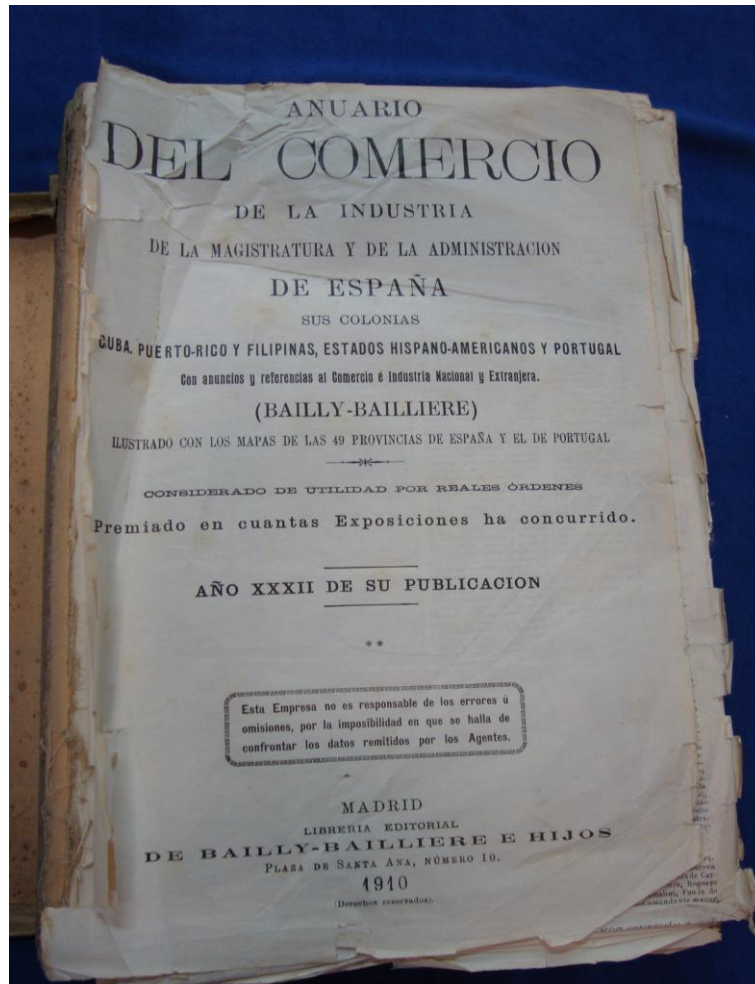 ANUARIO
DEL COMERCIO
DE LA INDUSTRIA
DE LA MAGISTRATURA Y DE LA ADMINISTRACION
DE ESPAÑA
SUS COLONIAS
CUBA, PUERTO-RICO Y FILIPINAS, ESTADOS HISPANO-AMERICANOS Y PORTUGAL
Con anuncios y referencias al Comercio é Industria Nacional y Extranjera.
(BAILLY-BAILLIERE)
ILUSTRADO CON LOS MAPAS DE LAS 49 PROVINCIAS DE ESPAÑA Y EL DE PORTUGAL
CONSIDERADO DE UTILIDAD POR REALES ÓRDENES
Premiado en cuantas Exposiciones ha concurrido.
AÑO XXXII DE SU PUBLICACION
Esta Empresa no es responsable de los errores ú
omisiones, por la imposibilidad en que se halla de
confrontar los datos remitidos por los Agentes.
MADRID
LIBRERIA EDITORIAL
DE BAILLY-BAILLIERE E HIJOS
PLAZA DE SANTA ANA, NÚMERO 10.
1910
(Derechos reservados).